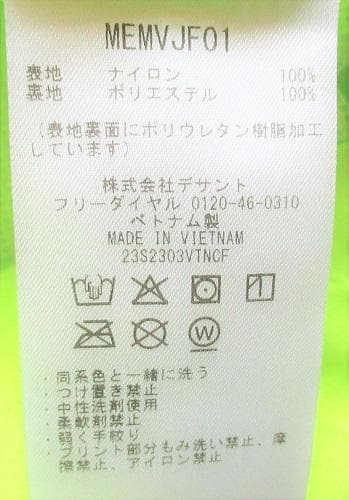 MEMVJF01
表地 ナイロン 100%
裏地 ポリエステル 100%
(表地裏面にポリウレタン樹脂加工
しています)
株式会社デサント
フリーダイヤル 0120-46-0310
ベトナム製
MADE IN VIETNAM
23S2303VTNCF
W
・同系色と一緒に洗う
・つけ置き禁止
・中性洗剤使用
・柔軟剤禁止
・弱く手絞り
・プリント部分もみ洗い禁止、摩
擦禁止、アイロン禁止